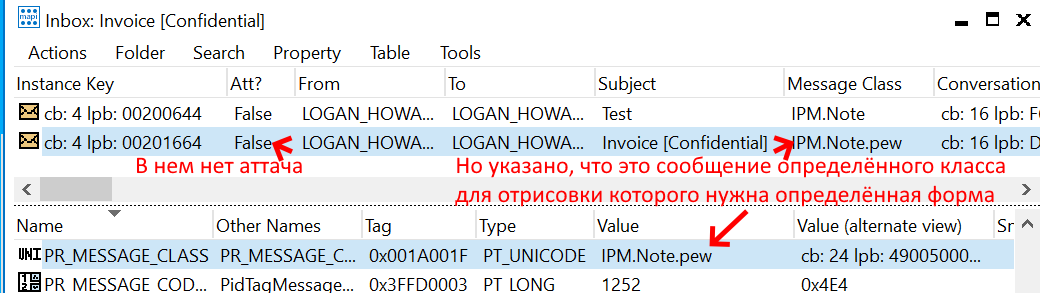 mapi
Inbox: Invoice [Confidential]
Actions Folder Search Property Table Tools
Instance Key Att? From To Subject Message Class Conversation
cb: 4 lpb: 00200644 False LOGAN_HOWA... LOGAN_HOWA... Test IPM.Note cb: 16 lpb: F
cb: 4 lpb: 00201664 False LOGAN_HOWA... LOGAN_HOWA... Invoice [Confidential] IPM.Note.pew cb: 16 lpb: D
В нем нет аттача
Но указано, что это сообщение определённого класса
для отрисовки которого нужна определённая форма
Name Other Names Tag Type Value Value (alternate view) Sm
UNI PR_MESSAGE_CLASS PR_MESSAGE_C... 0x001A001F PT_UNICODE IPM.Note.pew cb: 24 lpb: 49005000...
PR_MESSAGE_COD... PidTagMessage... 0x3FFD0003 PT_LONG 1252 0x4E4